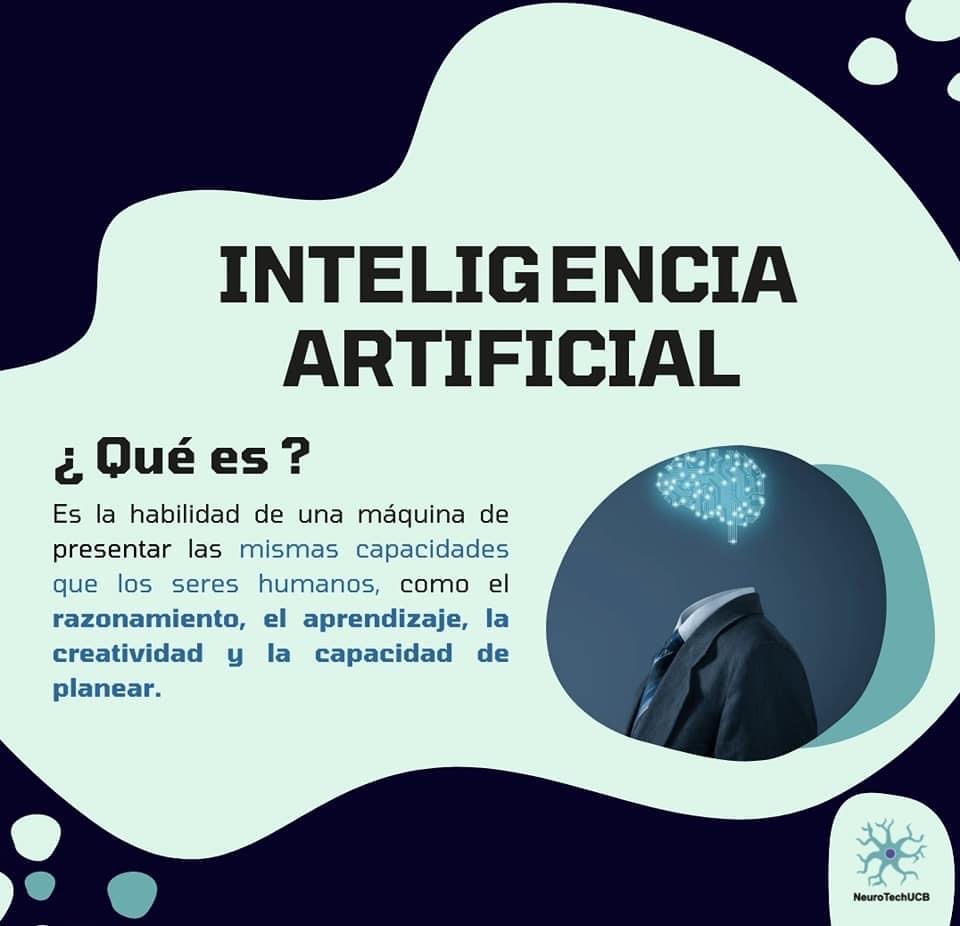 INTELIGENCIA
ARTIFICIAL
¿ Qué es ?
Es la habilidad de una máquina de
presentar las mismas capacidades
que los seres humanos, como el
razonamiento, el aprendizaje, la
creatividad y la capacidad de
planear.
NeuroTechUCB